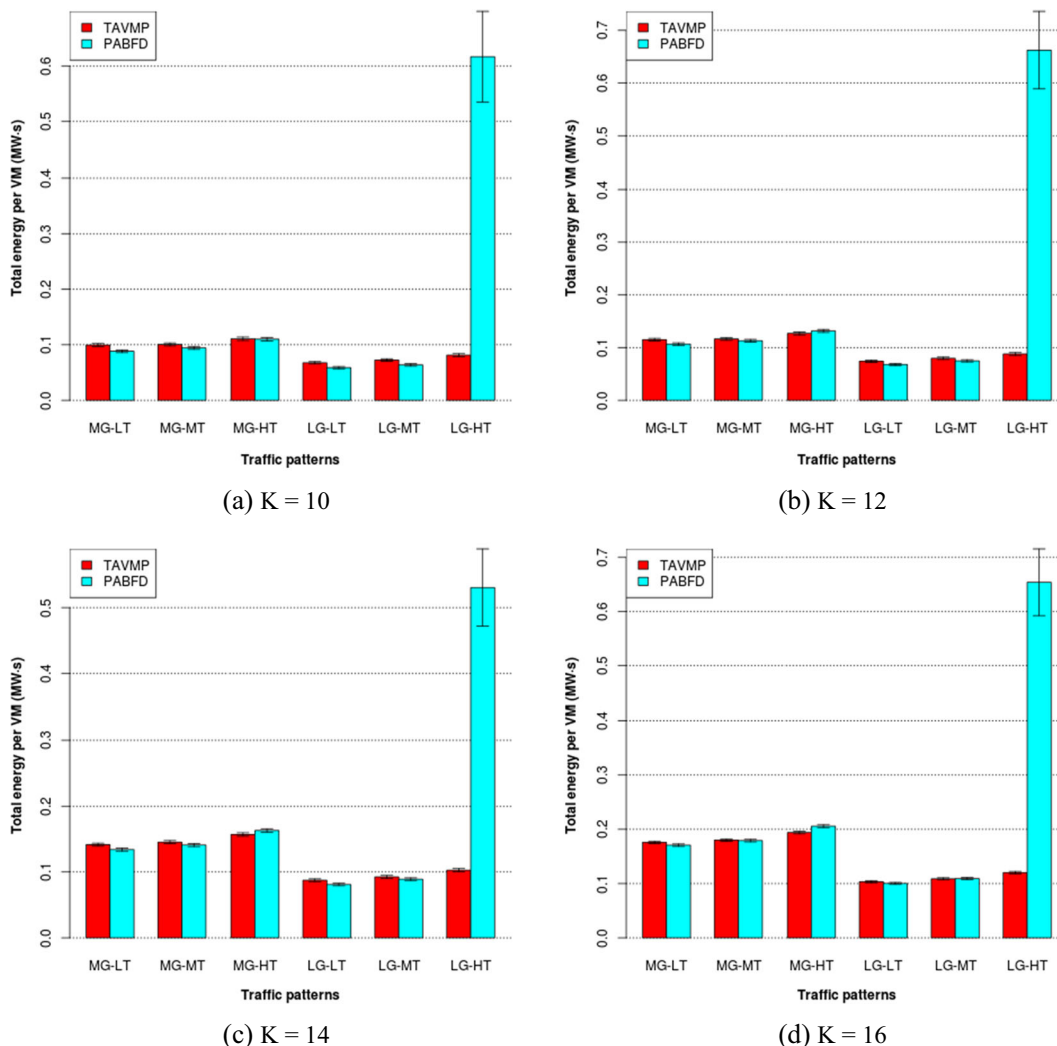 TAVMP
PABFD
Total energy per VM (MW·s)
0.6
0.5
0.4
0.3
0.2
0.1
0.0
MG-LT MG-MT MG-HT LG-LT LG-MT LG-HT
Traffic patterns
(a) K = 10
TAVMP
PABFD
Total energy per VM (MW·s)
0.7
0.6
0.5
0.4
0.3
0.2
0.1
0.0
MG-LT MG-MT MG-HT LG-LT LG-MT LG-HT
Traffic patterns
(b) K = 12
TAVMP
PABFD
Total energy per VM (MW·s)
0.5
0.4
0.3
0.2
0.1
0.0
MG-LT MG-MT MG-HT LG-LT LG-MT LG-HT
Traffic patterns
(c) K = 14
TAVMP
PABFD
Total energy per VM (MW·s)
0.7
0.6
0.5
0.4
0.3
0.2
0.1
0.0
MG-LT MG-MT MG-HT LG-LT LG-MT LG-HT
Traffic patterns
(d) K = 16